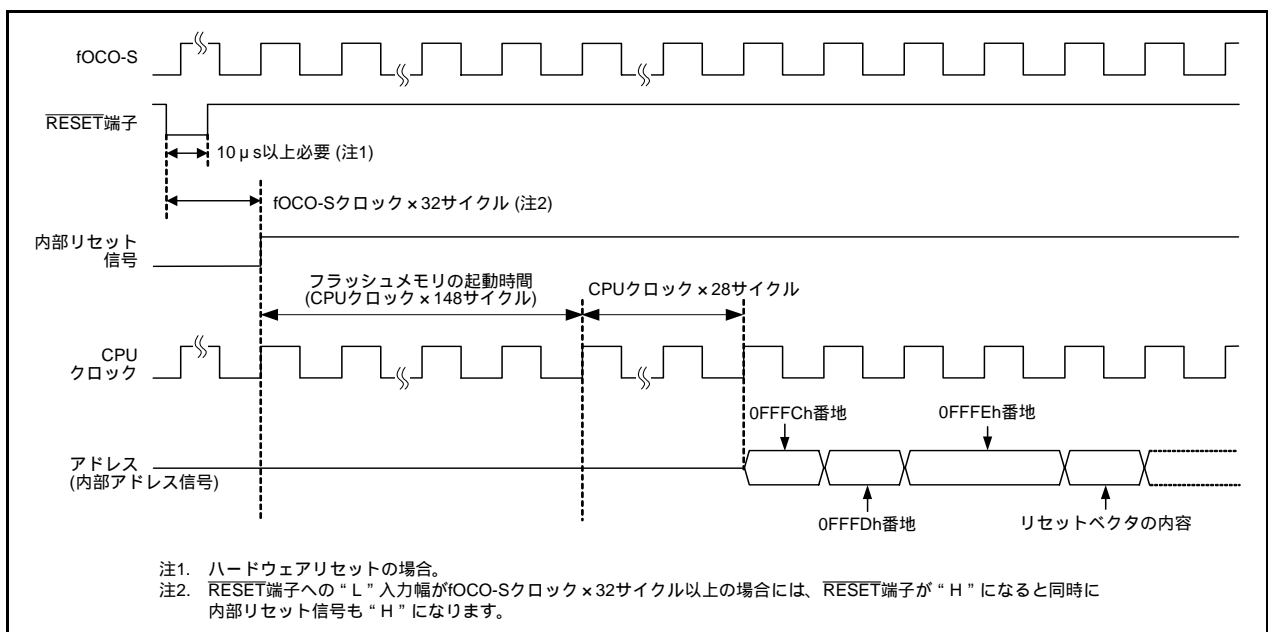 fOCO-S
RESET端子
10μs以上必要 (注1)
fOCO-Sクロック×32サイクル (注2)
内部リセット
信号
フラッシュメモリの起動時間
(CPUクロック×148サイクル)
CPUクロック×28サイクル
CPU
クロック
0FFFCh番地
0FFFEh番地
アドレス
(内部アドレス信号)
0FFFDh番地
リセットベクタの内容
注1. ハードウェアリセットの場合。
注2. RESET端子への“L”入力幅がfOCO-Sクロック×32サイクル以上の場合には、RESET端子が“H”になると同時に
内部リセット信号も“H”になります。